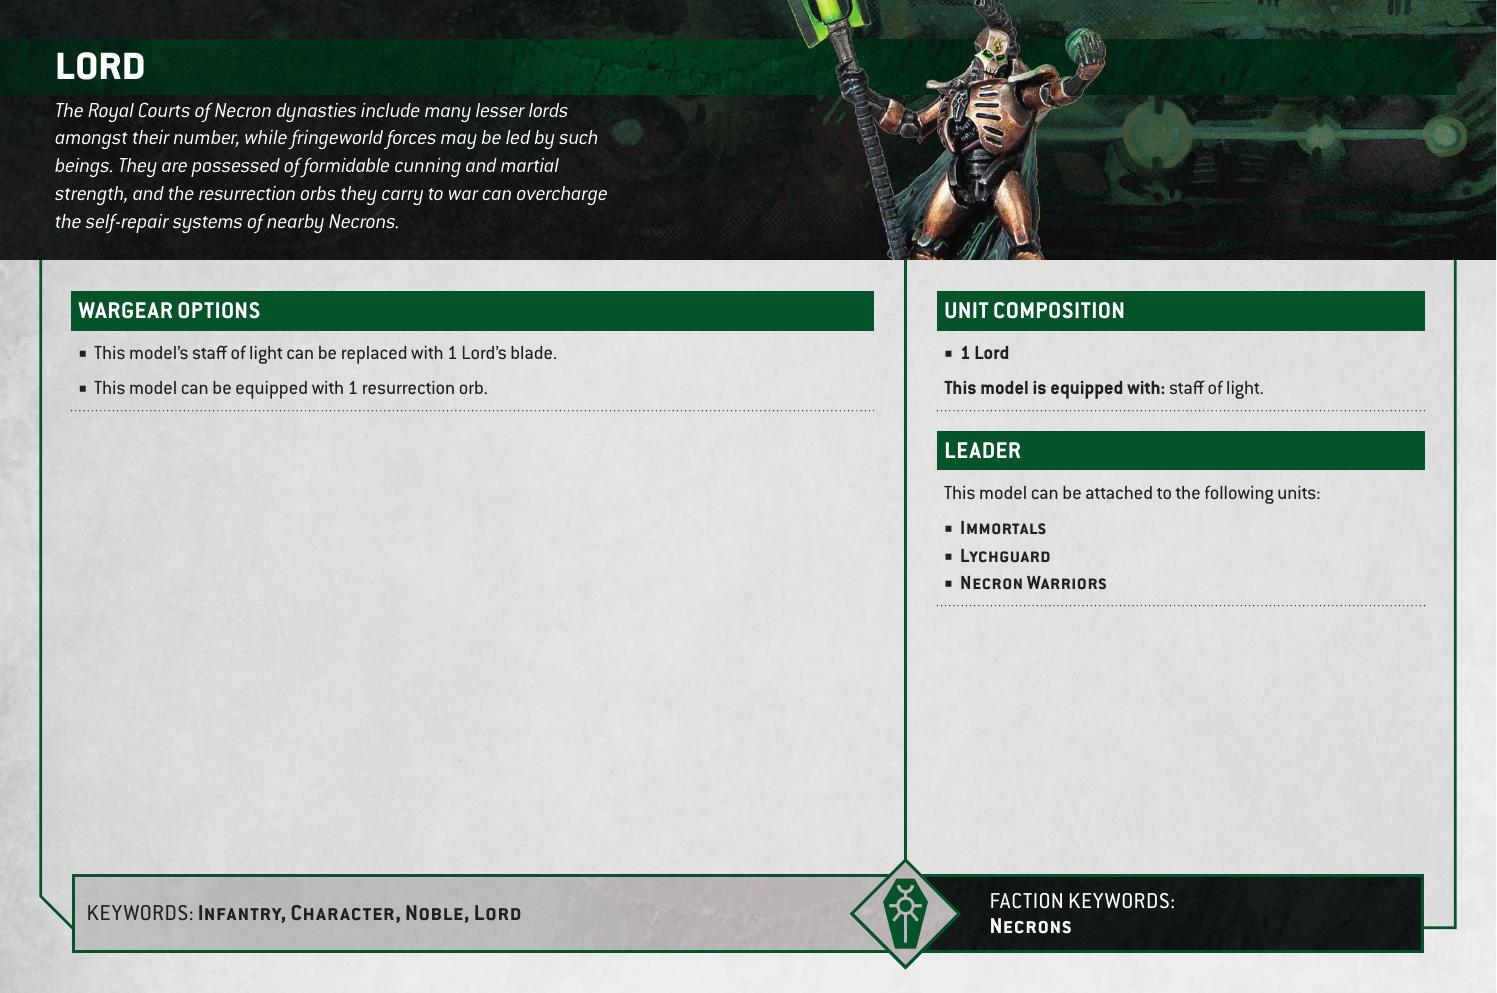 LORD
The Royal Courts of Necron dynasties include many lesser lords
amongst their number, while fringeworld forces may be led by such
beings. They are possessed of formidable cunning and martial
strength, and the resurrection orbs they carry to war can overcharge
the self-repair systems of nearby Necrons.
WARGEAR OPTIONS
▪ This model’s staff of light can be replaced with 1 Lord’s blade.
▪ This model can be equipped with 1 resurrection orb.
UNIT COMPOSITION
▪ 1 Lord
This model is equipped with: staff of light.
LEADER
This model can be attached to the following units:
▪ Immortals
▪ Lychguard
▪ Necron Warriors
KEYWORDS: Infantry, Character, Noble, Lord
FACTION KEYWORDS:
Necrons